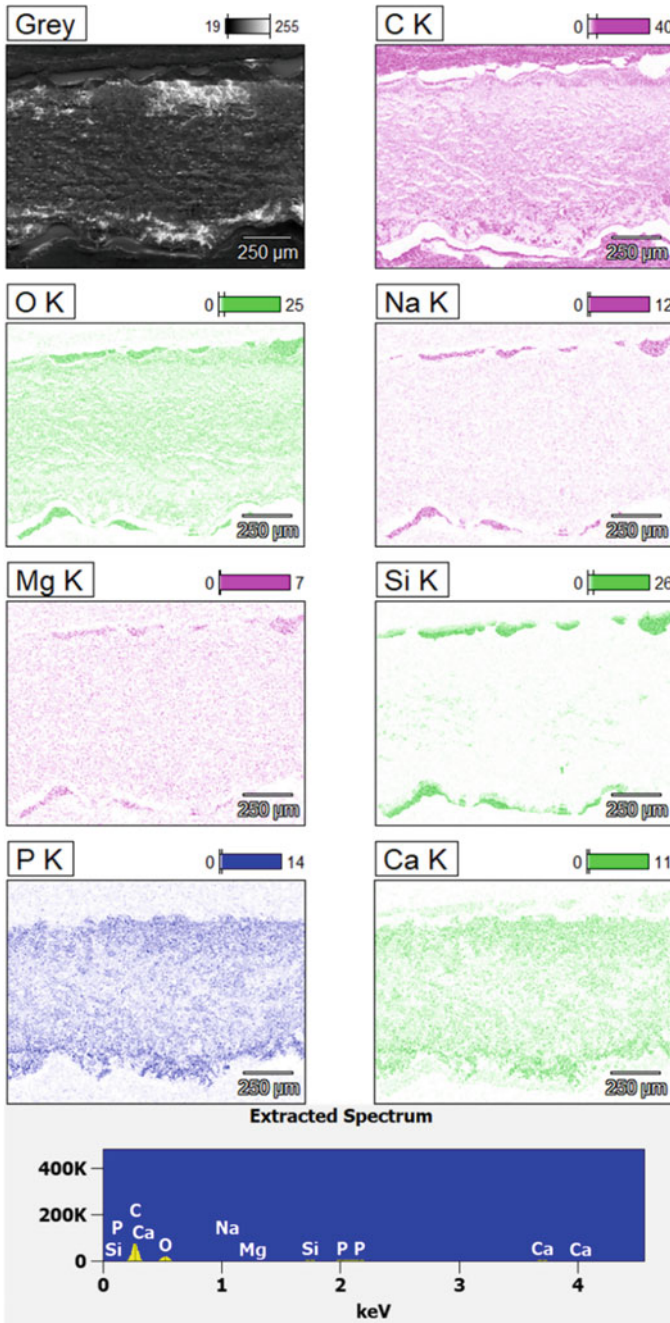 Grey
19 255
250 µm
C K
0 40
250 µm
O K
0 25
250 µm
Na K
0 12
250 µm
Mg K
0 7
250 µm
Si K
0 26
250 µm
P K
0 14
250 µm
Ca K
0 11
250 µm
Extracted Spectrum
400K
200K
0
C
P Ca Na
Si O Mg Si P P Ca Ca
0 1 2 3 4
keV